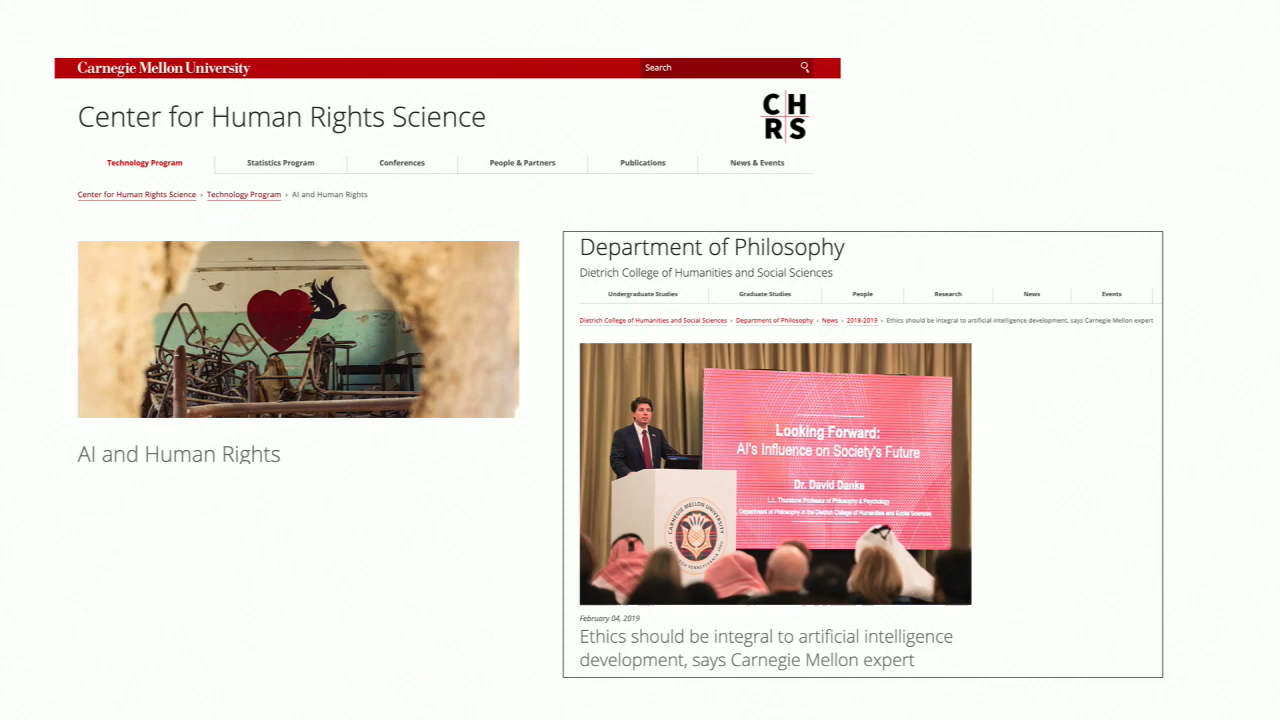 Carnegie Mellon University
Search
Center for Human Rights Science
C H
R S
Technology Program
Statistics Program
Conferences
People & Partners
Publications
News & Events
Center for Human Rights Science › Technology Program › AI and Human Rights
AI and Human Rights
Department of Philosophy
Dietrich College of Humanities and Social Sciences
Undergraduate Studies
Graduate Studies
People
Research
News
Events
Dietrich College of Humanities and Social Sciences › Department of Philosophy › News › 2018-2019 › Ethics should be integral to artificial intelligence development, says Carnegie Mellon expert
Looking Forward:
AI's Influence on Society's Future
Dr. David Danks
L.L. Thurstone Professor of Philosophy & Psychology
Department of Philosophy in the Dietrich College of Humanities and Social Sciences
CARNEGIE MELLON UNIVERSITY
PENNSYLVANIA
February 04, 2019
Ethics should be integral to artificial intelligence
development, says Carnegie Mellon expert